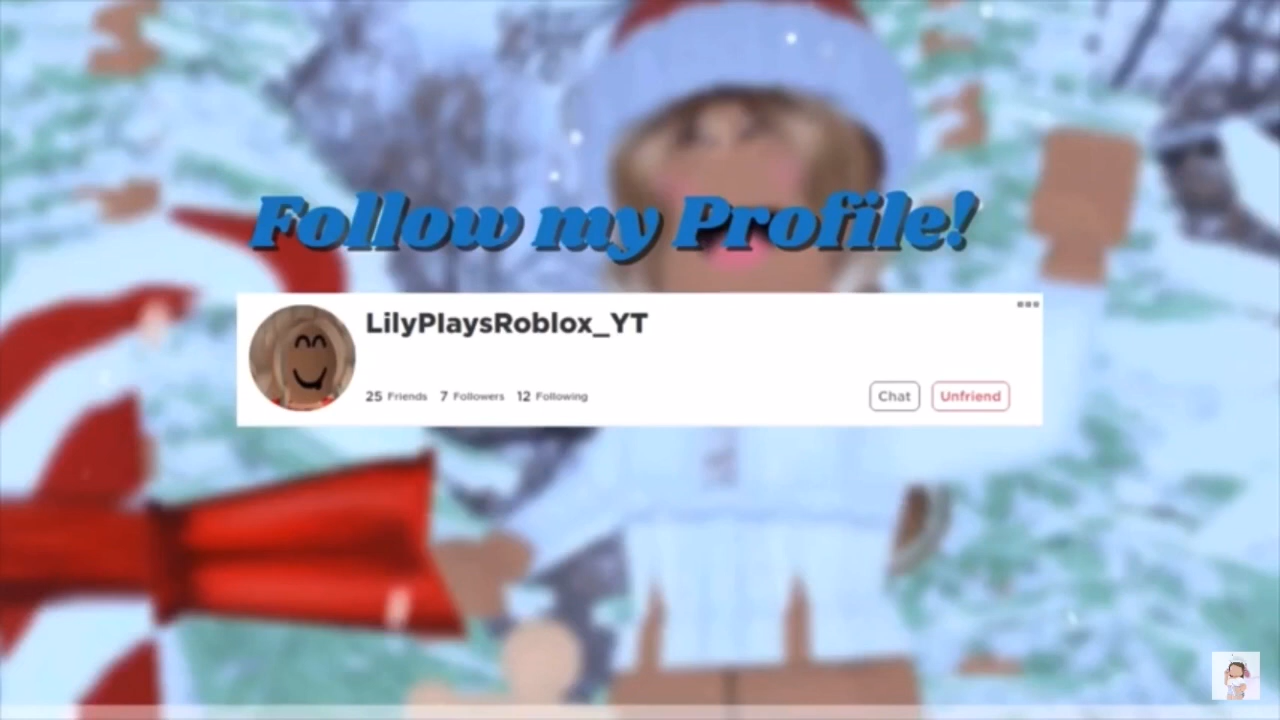 Follow my Profile!
LilyPlaysRoblox_YT
25 Friends 7 Followers 12 Following
Chat
Unfriend